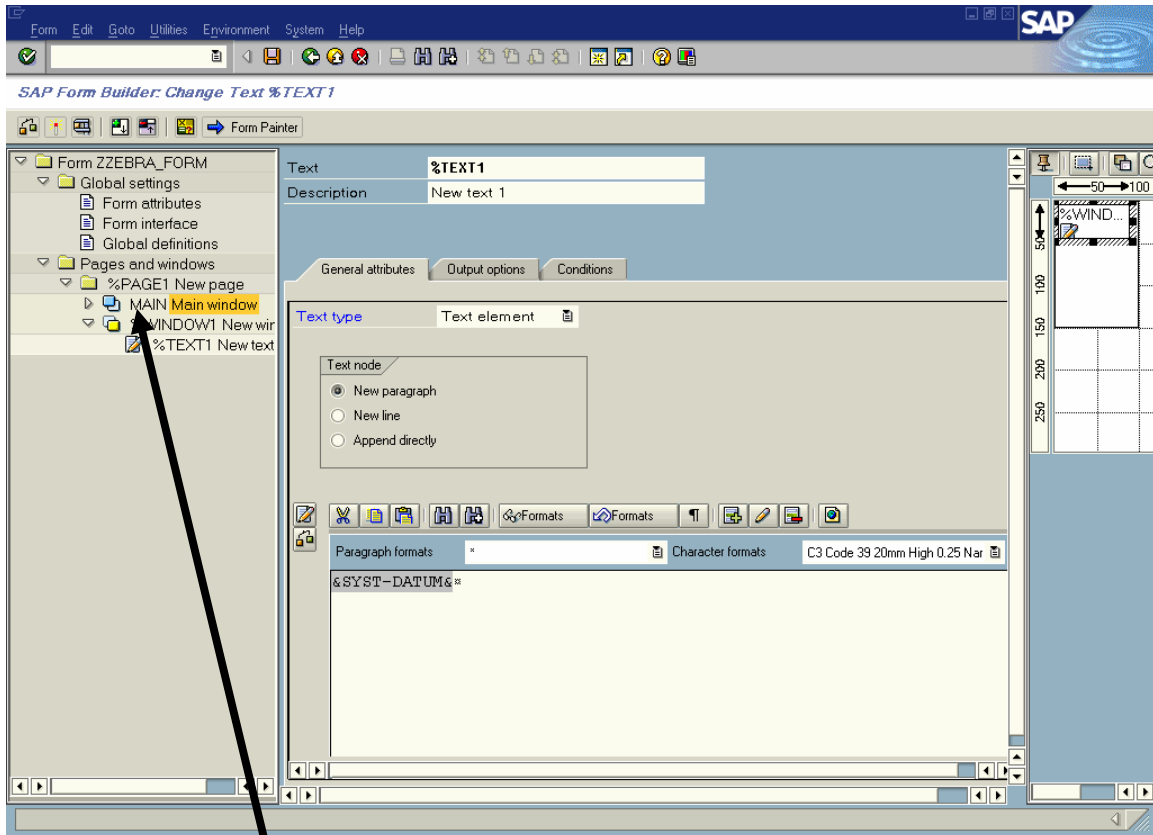 Form Edit Goto Utilities Environment System Help
SAP
SAP Form Builder: Change Text %TEXT1
Form Painter
Form ZZEBRA_FORM
Global settings
Form attributes
Form interface
Global definitions
Pages and windows
%PAGE1 New page
MAIN Main window
WINDOW1 New wir
%TEXT1 New text
Text %TEXT1
Description New text 1
General attributes Output options Conditions
Text type Text element
Text node
New paragraph
New line
Append directly
Formats Formats
Paragraph formats * Character formats C3 Code 39 20mm High 0.25 Nar
&SYST-DATUM&¤
50 100
%WIND...
50
100
150
200
250